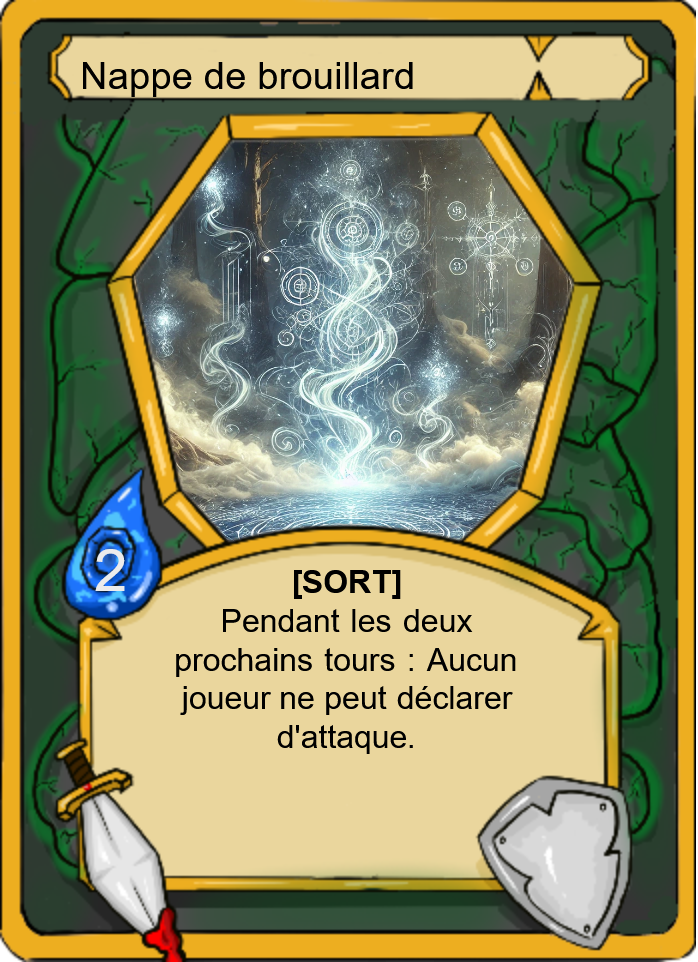 Nappe de brouillard
2
[SORT]
Pendant les deux
prochains tours : Aucun
joueur ne peut déclarer
d'attaque.